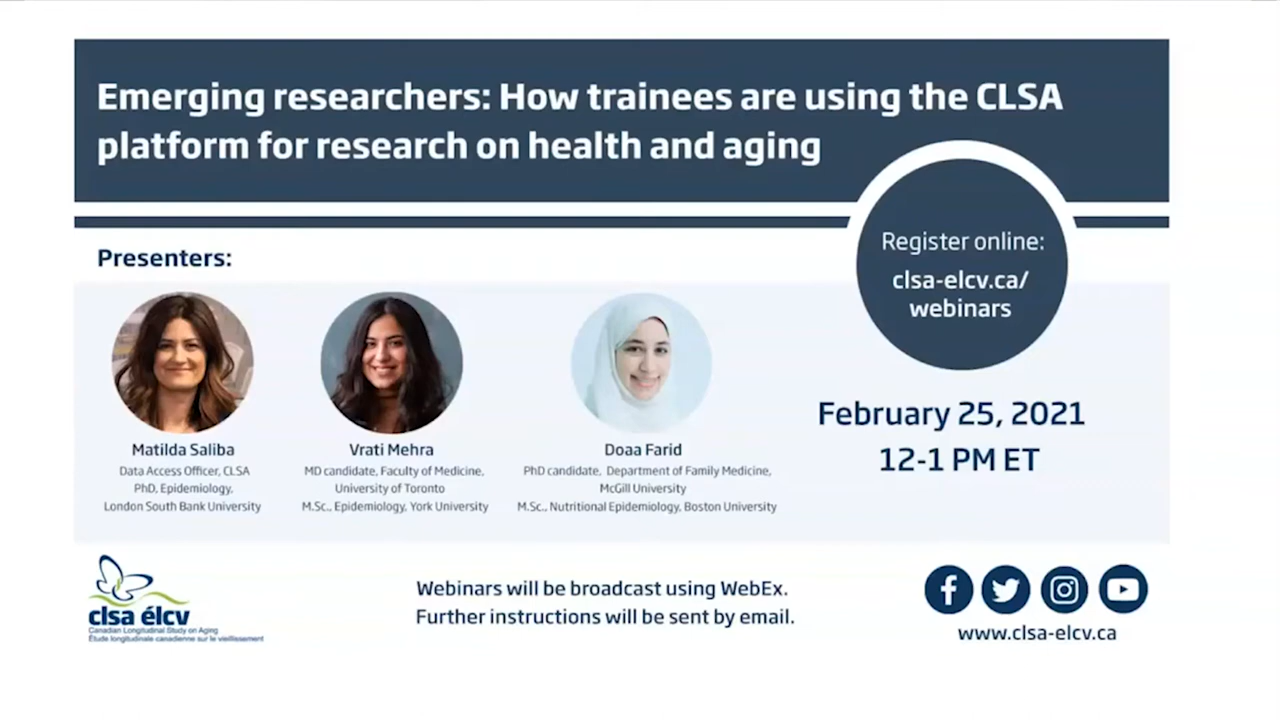 Emerging researchers: How trainees are using the CLSA
platform for research on health and aging
Register online:
clsa-elcv.ca/
webinars
Presenters:
Matilda Saliba
Data Access Officer, CLSA
PhD, Epidemiology,
London South Bank University
Vrati Mehra
MD candidate, Faculty of Medicine,
University of Toronto
M.Sc., Epidemiology, York University
Doaa Farid
PhD candidate, Department of Family Medicine,
McGill University
M.Sc., Nutritional Epidemiology, Boston University
February 25, 2021
12-1 PM ET
clsa élcv
Canadian Longitudinal Study on Aging
Étude longitudinale canadienne sur le vieillissement
Webinars will be broadcast using WebEx.
Further instructions will be sent by email.
www.clsa-elcv.ca